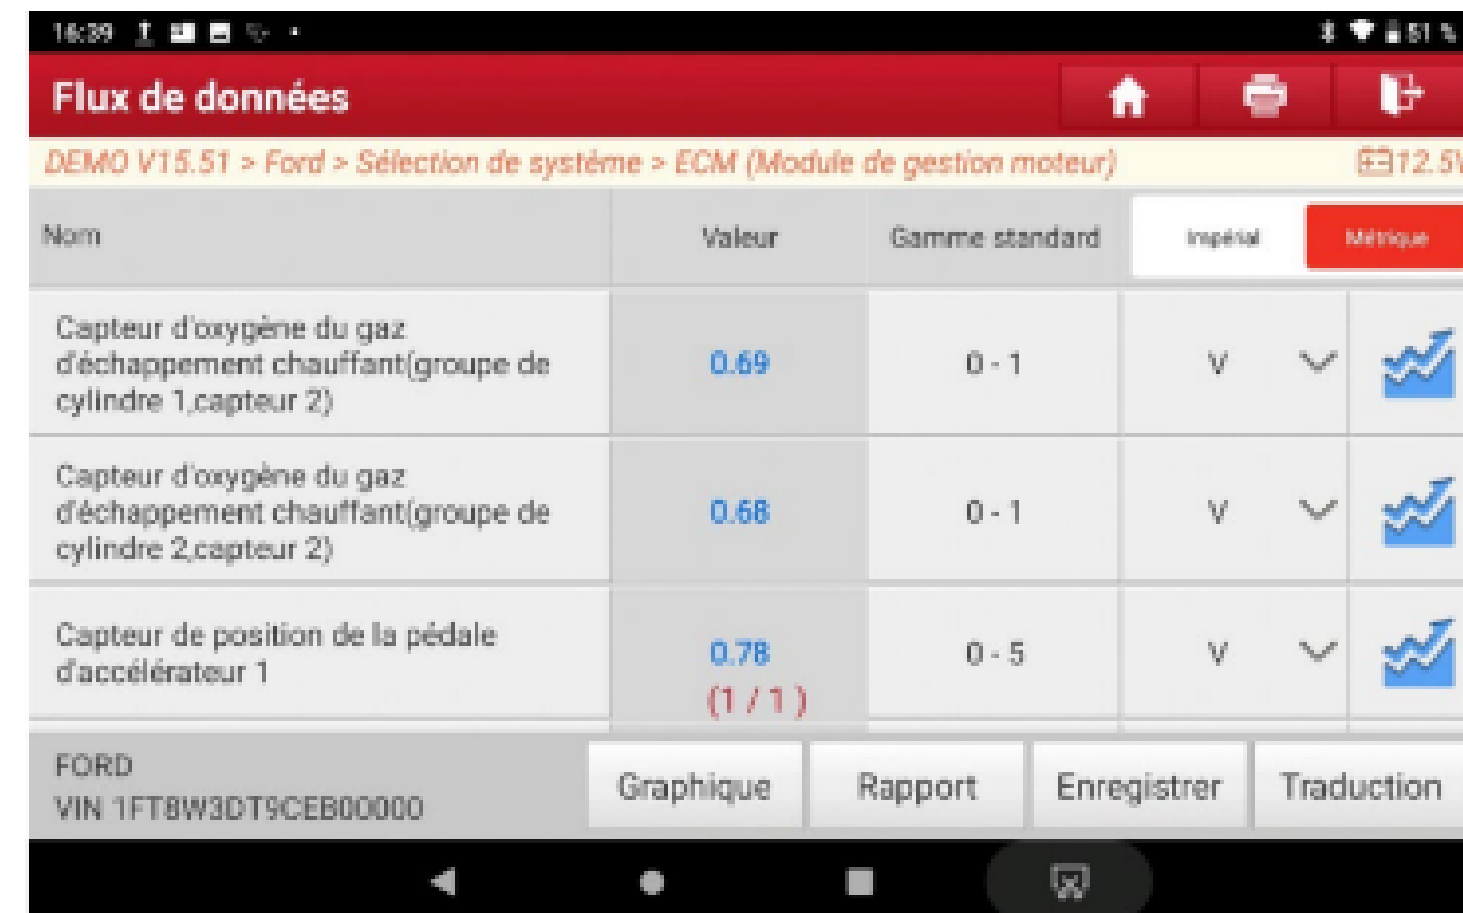 16:39
51 %
Flux de données
DEMO V15.51 > Ford > Sélection de système > ECM (Module de gestion moteur)
12.5V
Nom
Valeur
Gamme standard
Impérial
Métrique
Capteur d'oxygène du gaz
d'échappement chauffant(groupe de
cylindre 1,capteur 2)
0.69
0 - 1
V
Capteur d'oxygène du gaz
d'échappement chauffant(groupe de
cylindre 2,capteur 2)
0.68
0 - 1
V
Capteur de position de la pédale
d'accélérateur 1
0.78
(1 / 1 )
0 - 5
V
FORD
VIN 1FT8W3DT9CEB00000
Graphique
Rapport
Enregistrer
Traduction